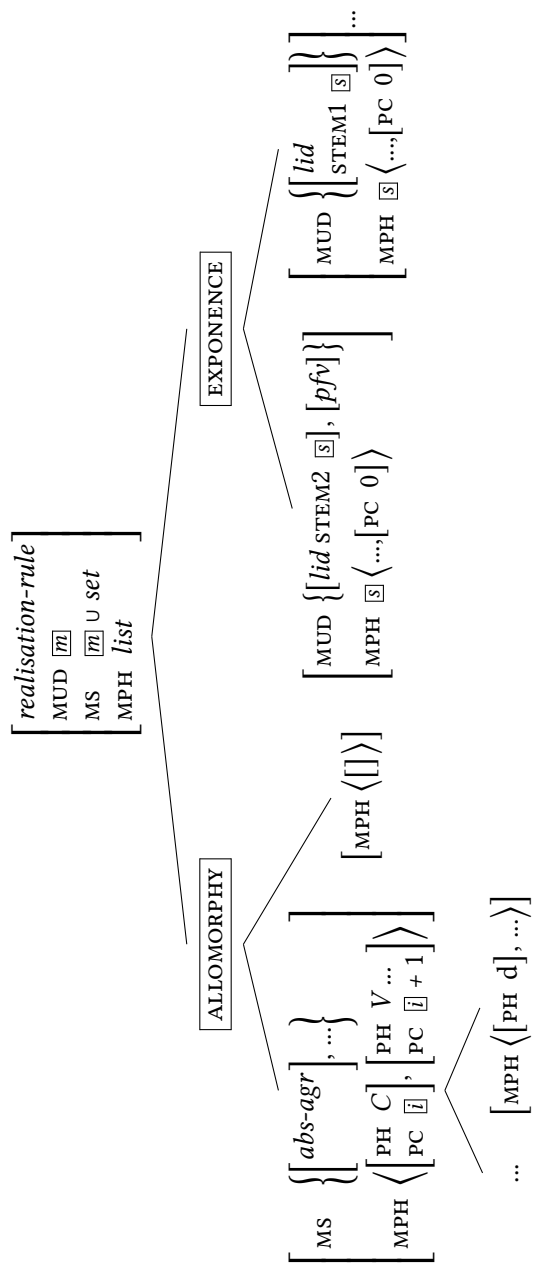 realisation-rule
MUD m
MS m ∪ set
MPH list
ALLOMORPHY
EXPONENCE
MS { [ abs-agr ] , ... }
MPH ⟨ [ PH C, PC i ] , [ PH V ..., PC i + 1 ] ⟩
[ MPH ⟨ [] ⟩ ]
MUD { [ lid STEM2 s ] , [ pfv ] }
MPH s ⟨ ..., [ PC 0 ] ⟩
MUD { [ lid
STEM1 s ] }
MPH s ⟨ ..., [ PC 0 ] ⟩
...
...
[ MPH ⟨ [ PH d ] , ... ⟩ ]